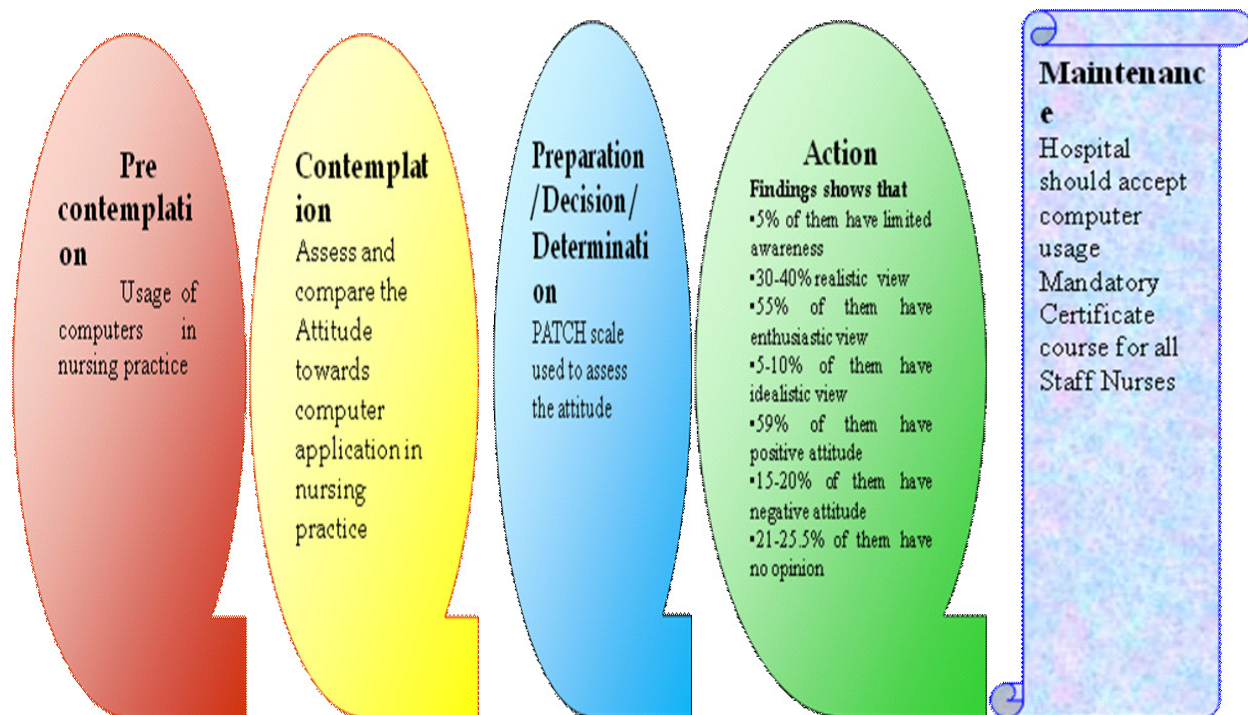 Pre
contemplati
on
Usage of
computers in
nursing practice
Contemplat
ion
Assess and
compare the
Attitude
towards
computer
application in
nursing
practice
Preparation
/Decision/
Determinati
on
PATCH scale
used to assess
the attitude
Action
Findings shows that
▪5% of them have limited
awareness
▪30-40% realistic view
▪55% of them have
enthusiastic view
▪5-10% of them have
idealistic view
▪59% of them have
positive attitude
▪15-20% of them have
negative attitude
▪21-25.5% of them have
no opinion
Maintenanc
e
Hospital
should accept
computer
usage
Mandatory
Certificate
course for all
Staff Nurses